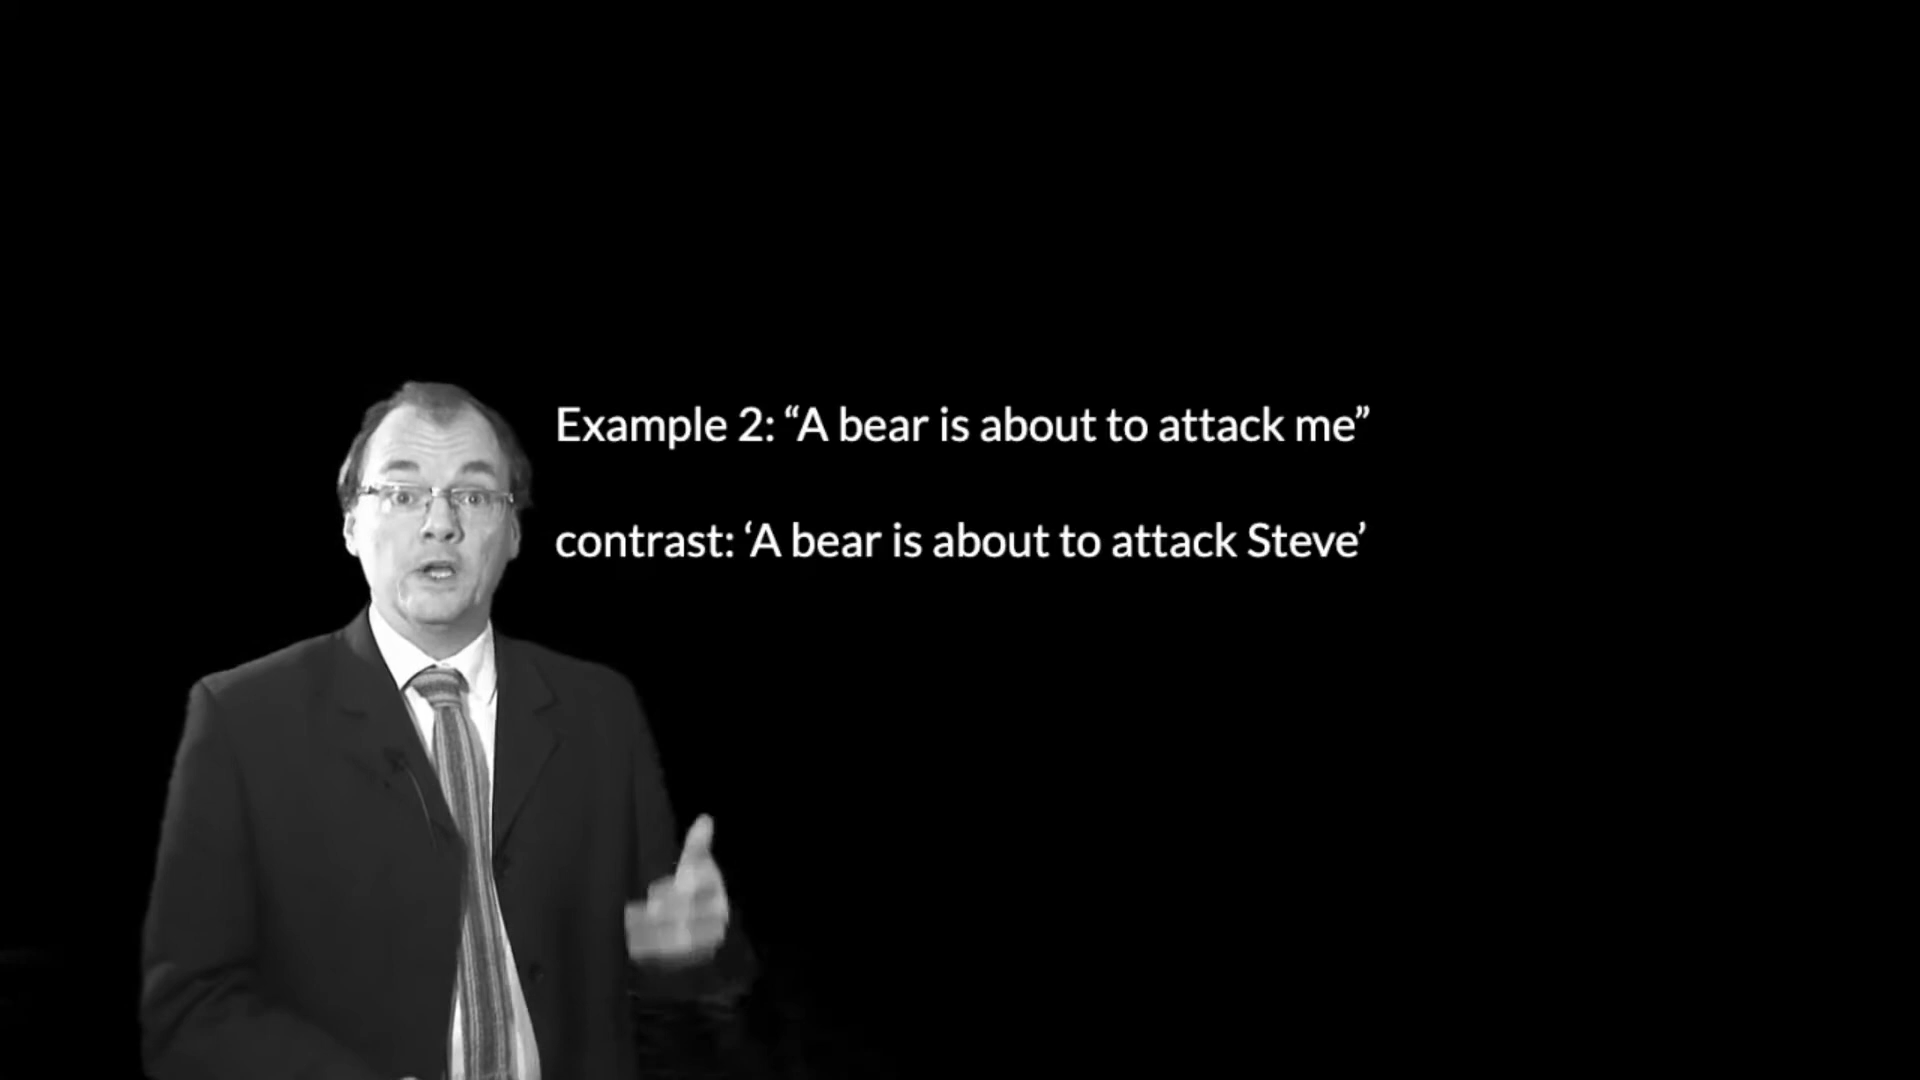 Example 2: “A bear is about to attack me”
contrast: ‘A bear is about to attack Steve’